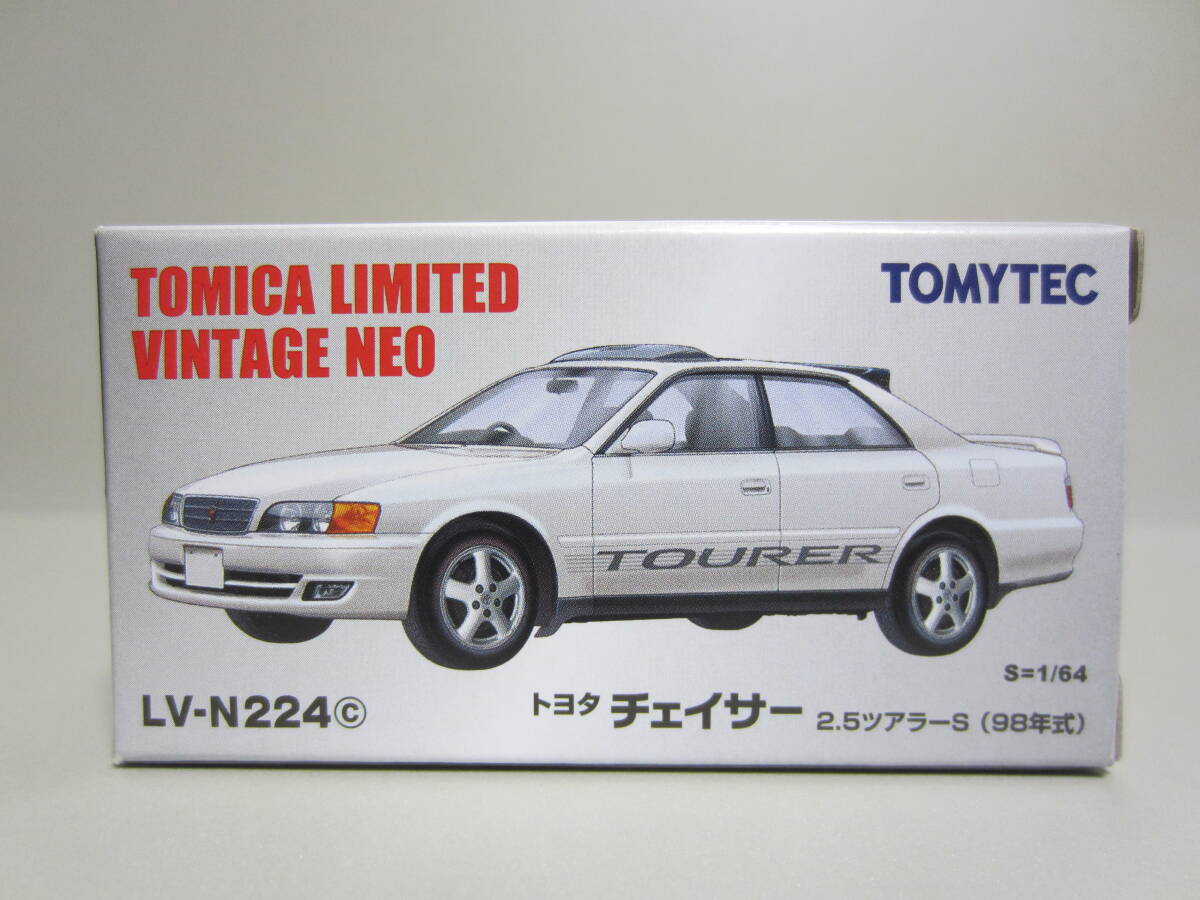 TOMICA LIMITED
VINTAGE NEO
TOMYTEC
TOURER
S=1/64
LV-N224ⓒ
トヨタ チェイサー 2.5ツアラーS（98年式）